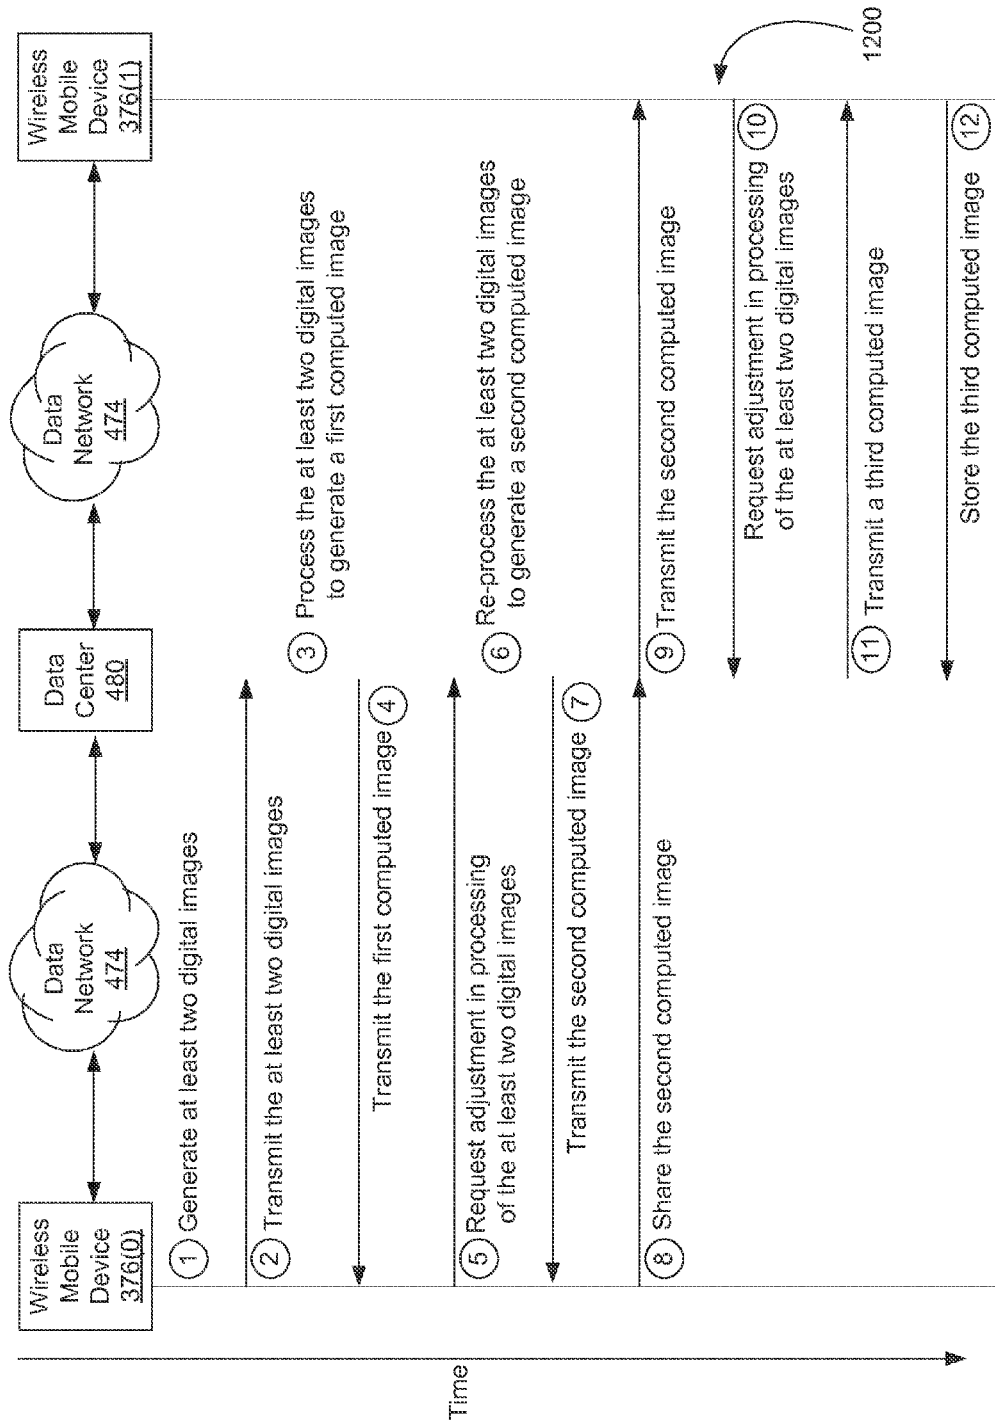 Wireless
Mobile
Device
376(0)
Data
Network
474
Data
Center
480
Data
Network
474
Wireless
Mobile
Device
376(1)
Time
1 Generate at least two digital images
2 Transmit the at least two digital images
3 Process the at least two digital images
to generate a first computed image
Transmit the first computed image 4
5 Request adjustment in processing
of the at least two digital images
6 Re-process the at least two digital images
to generate a second computed image
Transmit the second computed image 7
8 Share the second computed image
9 Transmit the second computed image
1200
Request adjustment in processing 10
of the at least two digital images
11 Transmit a third computed image
Store the third computed image 12